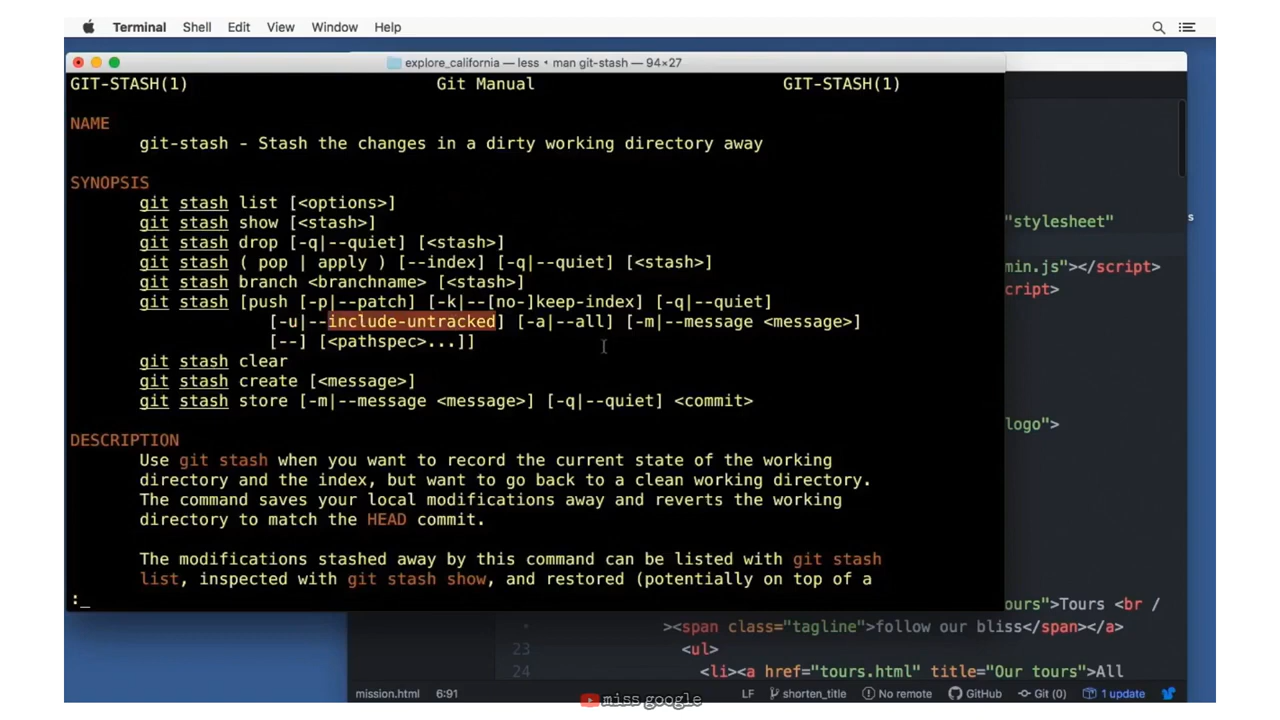 Terminal Shell Edit View Window Help
explore_california — less • man git-stash — 94×27
GIT-STASH(1) Git Manual GIT-STASH(1)
NAME
git-stash - Stash the changes in a dirty working directory away
SYNOPSIS
git stash list [<options>]
git stash show [<stash>]
git stash drop [-q|--quiet] [<stash>]
git stash ( pop | apply ) [--index] [-q|--quiet] [<stash>]
git stash branch <branchname> [<stash>]
git stash [push [-p|--patch] [-k|--[no-]keep-index] [-q|--quiet]
[-u|--include-untracked] [-a|--all] [-m|--message <message>]
[--] [<pathspec>...]]
git stash clear
git stash create [<message>]
git stash store [-m|--message <message>] [-q|--quiet] <commit>
DESCRIPTION
Use git stash when you want to record the current state of the working
directory and the index, but want to go back to a clean working directory.
The command saves your local modifications away and reverts the working
directory to match the HEAD commit.
The modifications stashed away by this command can be listed with git stash
list, inspected with git stash show, and restored (potentially on top of a
:_
s
"stylesheet"
min.js"></script>
cript>
logo">
ours">Tours <br /
><span class="tagline">follow our bliss</span></a>
23 <ul>
24 <li><a href="tours.html" title="Our tours">All
mission.html 6:91 LF shorten_title No remote GitHub Git (0) 1 update
miss google